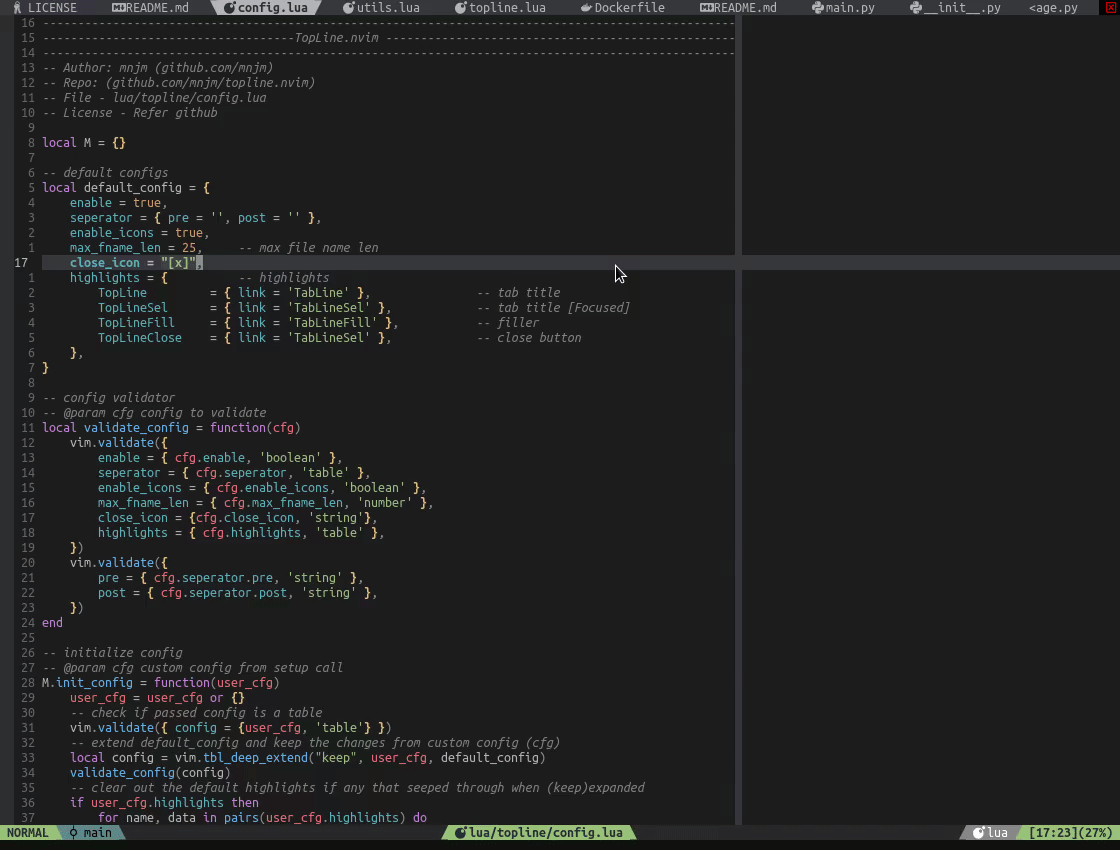 LICENSE README.md config.lua utils.lua topline.lua Dockerfile README.md main.py __init__.py <age.py
16 ----------------------------------------------------------------------------------------------------
15 ------------------------------------TopLine.nvim --------------------------------------------------
14 ----------------------------------------------------------------------------------------------------
13 -- Author: mnjm (github.com/mnjm)
12 -- Repo: (github.com/mnjm/topline.nvim)
11 -- File - lua/topline/config.lua
10 -- License - Refer github
9
8 local M = {}
7
6 -- default configs
5 local default_config = {
4     enable = true,
3     seperator = { pre = '', post = '' },
2     enable_icons = true,
1     max_fname_len = 25,     -- max file name len
17     close_icon = "[x]",
1     highlights = {          -- highlights
2         TopLine         = { link = 'TabLine' },               -- tab title
3         TopLineSel      = { link = 'TabLineSel' },            -- tab title [Focused]
4         TopLineFill     = { link = 'TabLineFill' },           -- filler
5         TopLineClose    = { link = 'TabLineSel' },            -- close button
6     },
7 }
8
9 -- config validator
10 -- @param cfg config to validate
11 local validate_config = function(cfg)
12     vim.validate({
13         enable = { cfg.enable, 'boolean' },
14         seperator = { cfg.seperator, 'table' },
15         enable_icons = { cfg.enable_icons, 'boolean' },
16         max_fname_len = { cfg.max_fname_len, 'number' },
17         close_icon = {cfg.close_icon, 'string'},
18         highlights = { cfg.highlights, 'table' },
19     })
20     vim.validate({
21         pre = { cfg.seperator.pre, 'string' },
22         post = { cfg.seperator.post, 'string' },
23     })
24 end
25
26 -- initialize config
27 -- @param cfg custom config from setup call
28 M.init_config = function(user_cfg)
29     user_cfg = user_cfg or {}
30     -- check if passed config is a table
31     vim.validate({ config = {user_cfg, 'table'} })
32     -- extend default_config and keep the changes from custom config (cfg)
33     local config = vim.tbl_deep_extend("keep", user_cfg, default_config)
34     validate_config(config)
35     -- clear out the default highlights if any that seeped through when (keep)expanded
36     if user_cfg.highlights then
37         for name, data in pairs(user_cfg.highlights) do
NORMAL main lua/topline/config.lua lua [17:23](27%)